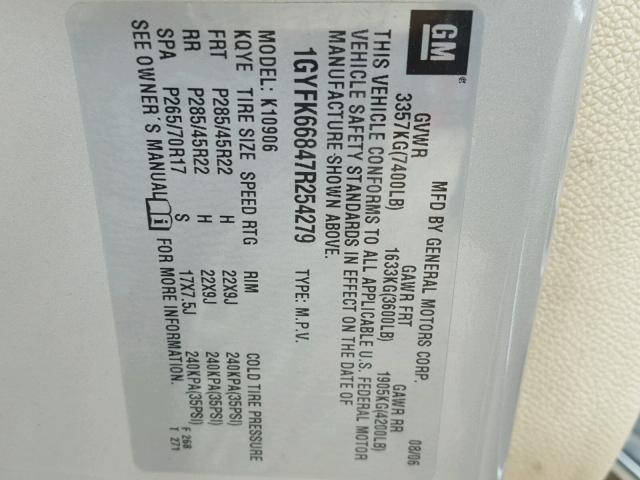 GM
MFD BY GENERAL MOTORS CORP. 08/06
GVWR GAWR FRT GAWR RR
3357KG(7400LB) 1633KG(3600LB) 1905KG(4200LB)
THIS VEHICLE CONFORMS TO ALL APPLICABLE U.S. FEDERAL MOTOR
VEHICLE SAFETY STANDARDS IN EFFECT ON THE DATE OF
MANUFACTURE SHOWN ABOVE.
1GYFK66847R254279 TYPE: M.P.V.
MODEL: K10906
KQYE TIRE SIZE SPEED RTG RIM COLD TIRE PRESSURE
FRT P285/45R22 H 22X9J 240KPA(35PSI)
RR P285/45R22 H 22X9J 240KPA(35PSI)
SPA P265/70R17 S 17X7.5J 240KPA(35PSI)
SEE OWNER'S MANUAL i FOR MORE INFORMATION.
F 268
T 271